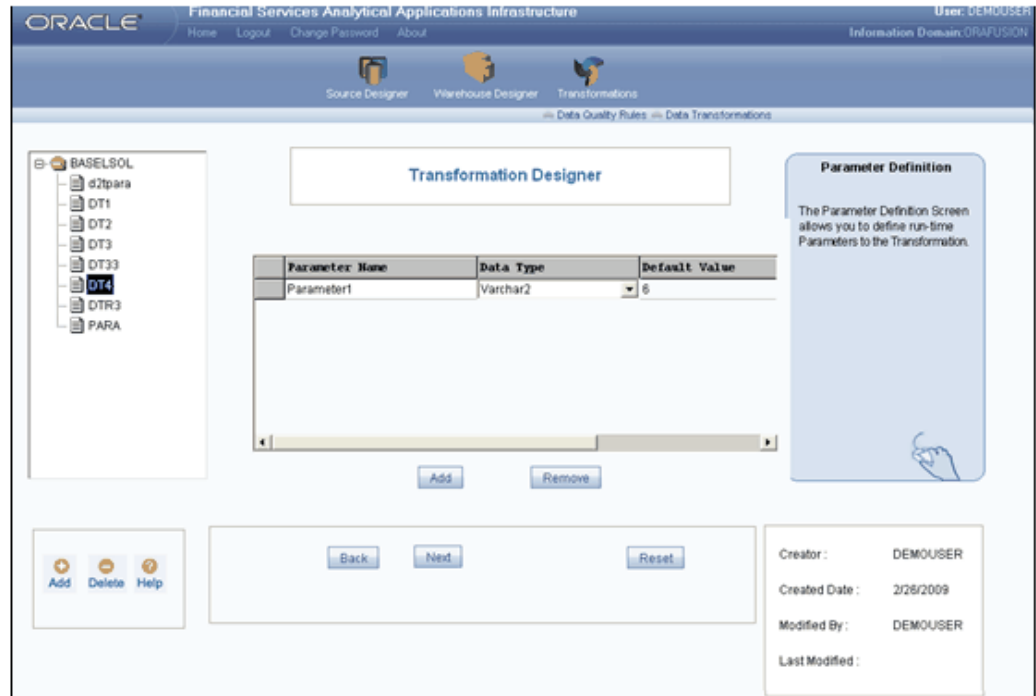 ORACLE
Financial Services Analytical Applications Infrastructure
User: DEMOUSER
Home Logout Change Password About
Information Domain:ORAFUSION
Source Designer Warehouse Designer Transformations
Data Quality Rules Data Transformations
BASELSOL
d2tpara
DT1
DT2
DT3
DT33
DT4
DTR3
PARA
Transformation Designer
Parameter Name Data Type Default Value
Parameter1 Varchar2 6
Add Remove
Parameter Definition
The Parameter Definition Screen
allows you to define run-time
Parameters to the Transformation.
Add Delete Help
Back Next Reset
Creator : DEMOUSER
Created Date : 2/26/2009
Modified By : DEMOUSER
Last Modified :